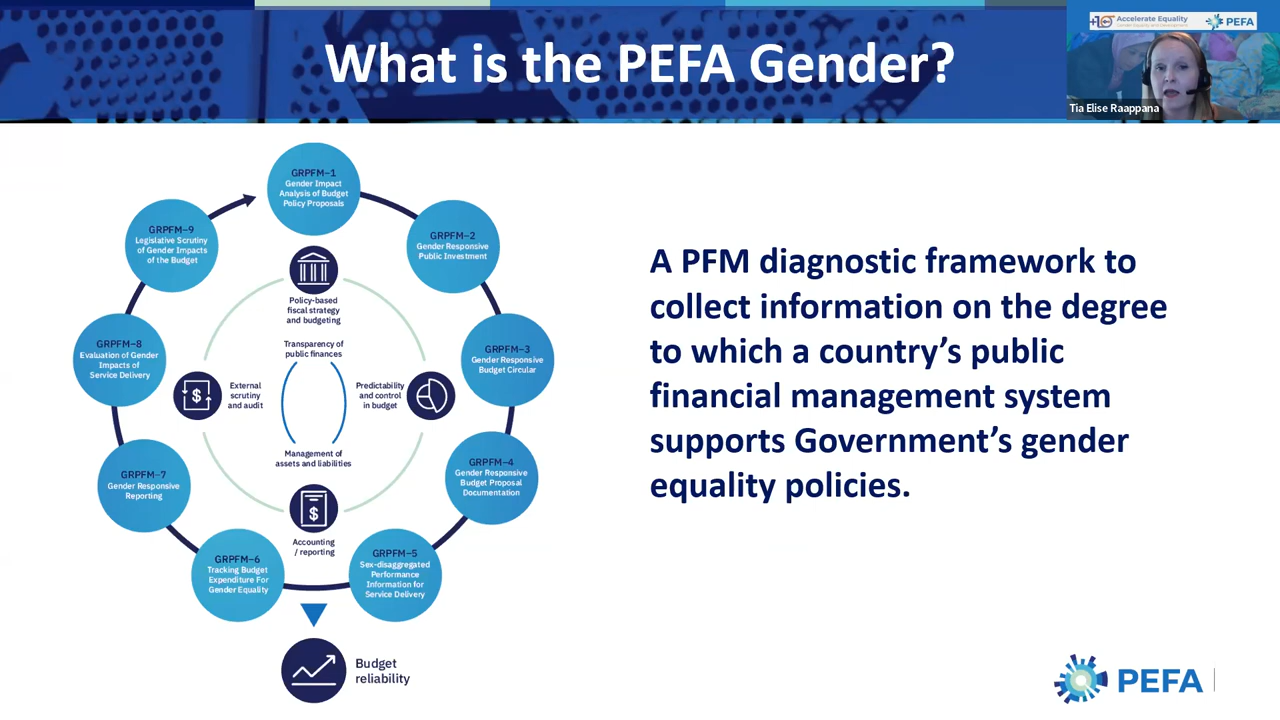 What is the PEFA Gender?
Accelerate Equality
PEFA
Tia Elise Raappana
GRPFM–1
Gender Impact
Analysis of Budget
Policy Proposals
GRPFM–2
Gender Responsive
Public Investment
GRPFM–3
Gender Responsive
Budget Circular
GRPFM–4
Gender Responsive
Budget Proposal
Documentation
GRPFM–5
Sex-disaggregated
Performance
Information for
Service Delivery
GRPFM–6
Tracking Budget
Expenditure For
Gender Equality
GRPFM–7
Gender Responsive
Reporting
GRPFM–8
Evaluation of Gender
Impacts of
Service Delivery
GRPFM–9
Legislative Scrutiny
of Gender Impacts
of the Budget
Policy-based
fiscal strategy
and budgeting
Transparency of
public finances
External
scrutiny
and audit
Predictability
and control
in budget
Management of
assets and liabilities
Accounting
/ reporting
Budget
reliability
A PFM diagnostic framework to
collect information on the degree
to which a country’s public
financial management system
supports Government’s gender
equality policies.
PEFA